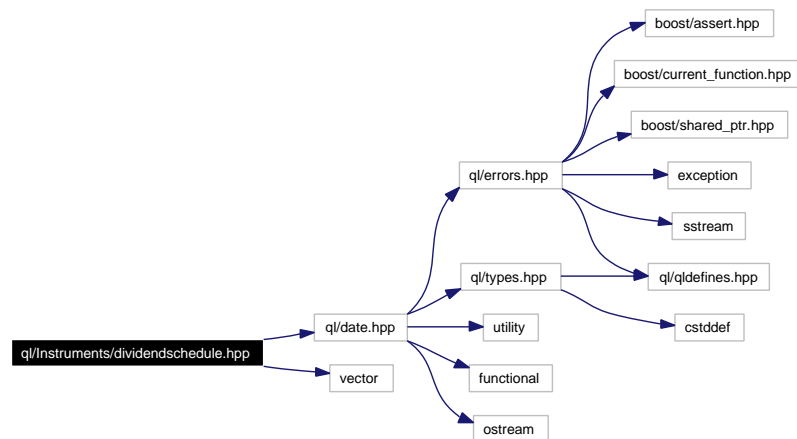 boost/assert.hpp
boost/current_function.hpp
boost/shared_ptr.hpp
ql/errors.hpp
exception
sstream
ql/types.hpp
ql/qldefines.hpp
ql/date.hpp
utility
cstddef
ql/Instruments/dividendschedule.hpp
vector
functional
ostream